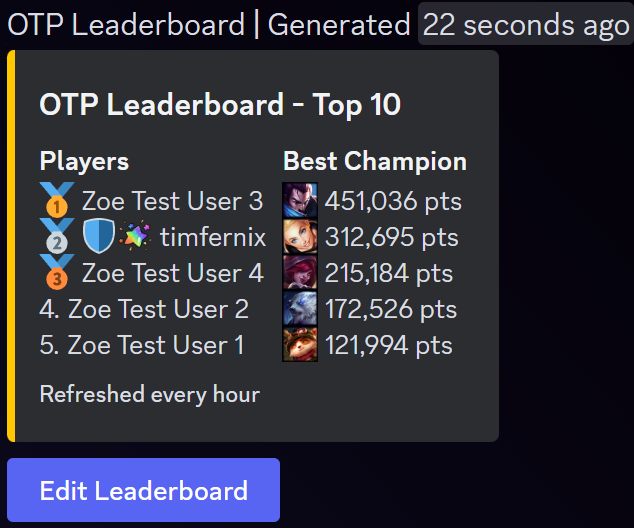 OTP Leaderboard | Generated 22 seconds ago
OTP Leaderboard - Top 10
Players Best Champion
1 Zoe Test User 3 451,036 pts
2 timfernix 312,695 pts
3 Zoe Test User 4 215,184 pts
4. Zoe Test User 2 172,526 pts
5. Zoe Test User 1 121,994 pts
Refreshed every hour
Edit Leaderboard